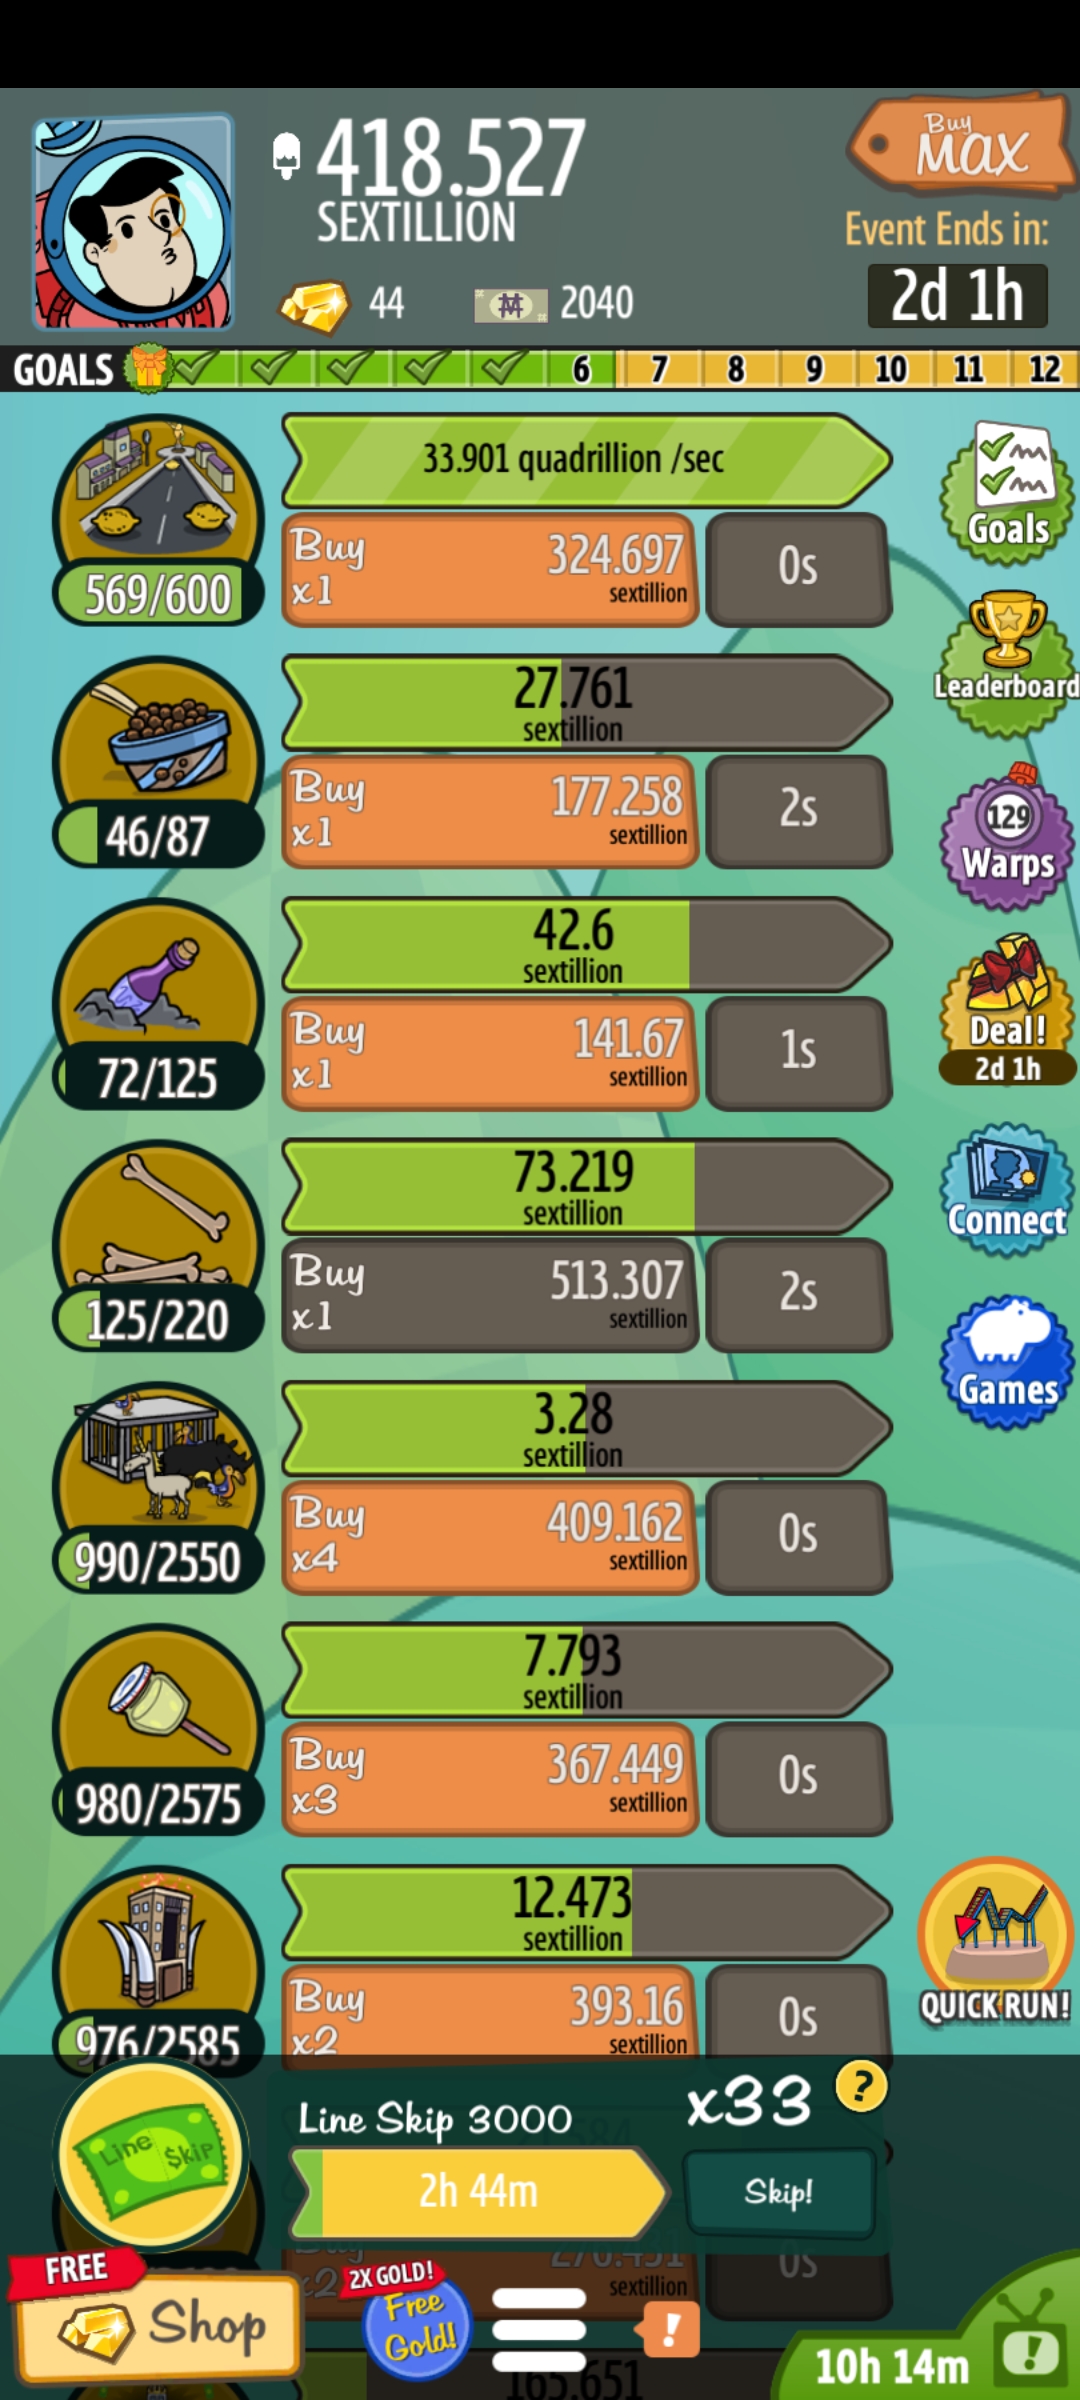 418.527
SEXTILLION
Buy
MAX
Event Ends in:
2d 1h
44
2040
GOALS
6 7 8 9 10 11 12
33.901 quadrillion /sec
Buy
x1
324.697
sextillion
0s
569/600
Goals
Leaderboard
27.761
sextillion
Buy
x1
177.258
sextillion
2s
46/87
129
Warps
42.6
sextillion
Buy
x1
141.67
sextillion
1s
72/125
Deal!
2d 1h
73.219
sextillion
Buy
x1
513.307
sextillion
2s
125/220
Connect
3.28
sextillion
Buy
x4
409.162
sextillion
0s
990/2550
Games
7.793
sextillion
Buy
x3
367.449
sextillion
0s
980/2575
12.473
sextillion
Buy
x2
393.16
sextillion
0s
976/2585
QUICK RUN!
Line Skip
Line Skip 3000
x33
?
2h 44m
Skip!
sextillion
0s
FREE
Shop
2X GOLD!
Free
Gold!
!
165.651
10h 14m
!